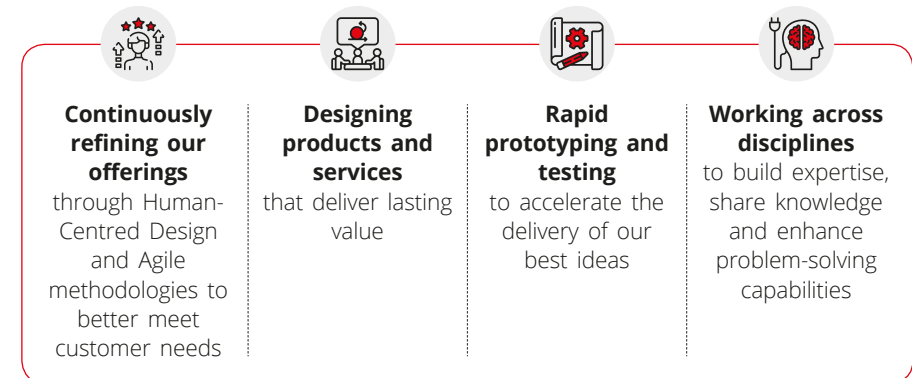 Continuously
refining our
offerings
through Human-
Centred Design
and Agile
methodologies to
better meet
customer needs
Designing
products and
services
that deliver lasting
value
Rapid
prototyping and
testing
to accelerate the
delivery of our
best ideas
Working across
disciplines
to build expertise,
share knowledge
and enhance
problem-solving
capabilities